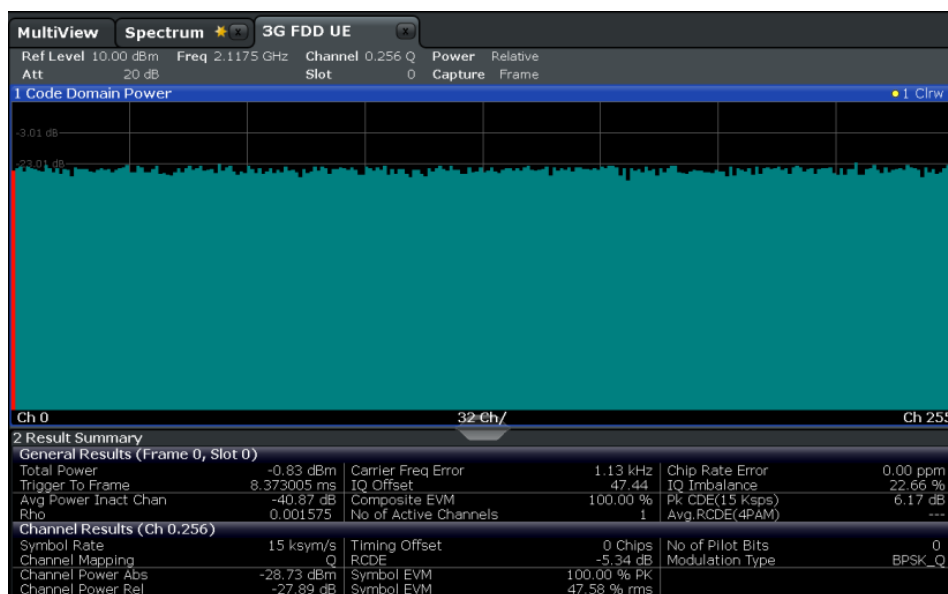 MultiView Spectrum 3G FDD UE
Ref Level 10.00 dBm Freq 2.1175 GHz Channel 0.256 Q Power Relative
Att 20 dB Slot 0 Capture Frame
1 Code Domain Power 1 Clrw
-3.01 dB
-23.01 dB
Ch 0 32 Ch/ Ch 255
2 Result Summary
General Results (Frame 0, Slot 0)
Total Power -0.83 dBm Carrier Freq Error 1.13 kHz Chip Rate Error 0.00 ppm
Trigger To Frame 8.373005 ms IQ Offset 47.44 IQ Imbalance 22.66 %
Avg Power Inact Chan -40.87 dB Composite EVM 100.00 % Pk CDE(15 Ksps) 6.17 dB
Rho 0.001575 No of Active Channels 1 Avg.RCDE(4PAM) ---
Channel Results (Ch 0.256)
Symbol Rate 15 ksym/s Timing Offset 0 Chips No of Pilot Bits 0
Channel Mapping Q RCDE -5.34 dB Modulation Type BPSK_Q
Channel Power Abs -28.73 dBm Symbol EVM 100.00 % PK
Channel Power Rel -27.89 dB Symbol EVM 47.58 % rms